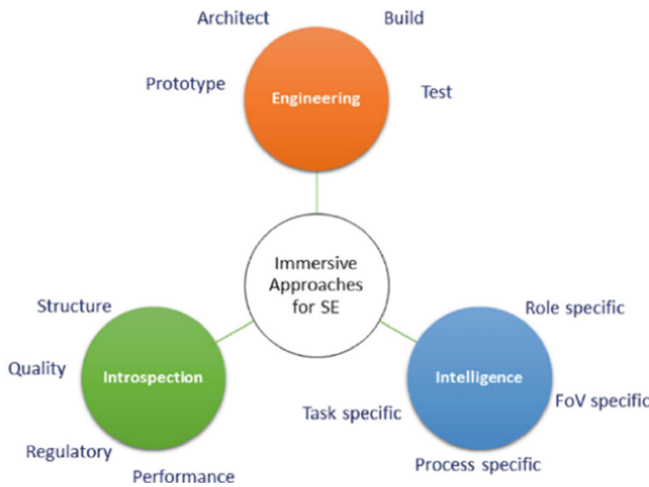 Architect
Build
Prototype
Engineering
Test
Immersive
Approaches
for SE
Structure
Quality
Introspection
Regulatory
Performance
Role specific
Intelligence
FoV specific
Task specific
Process specific